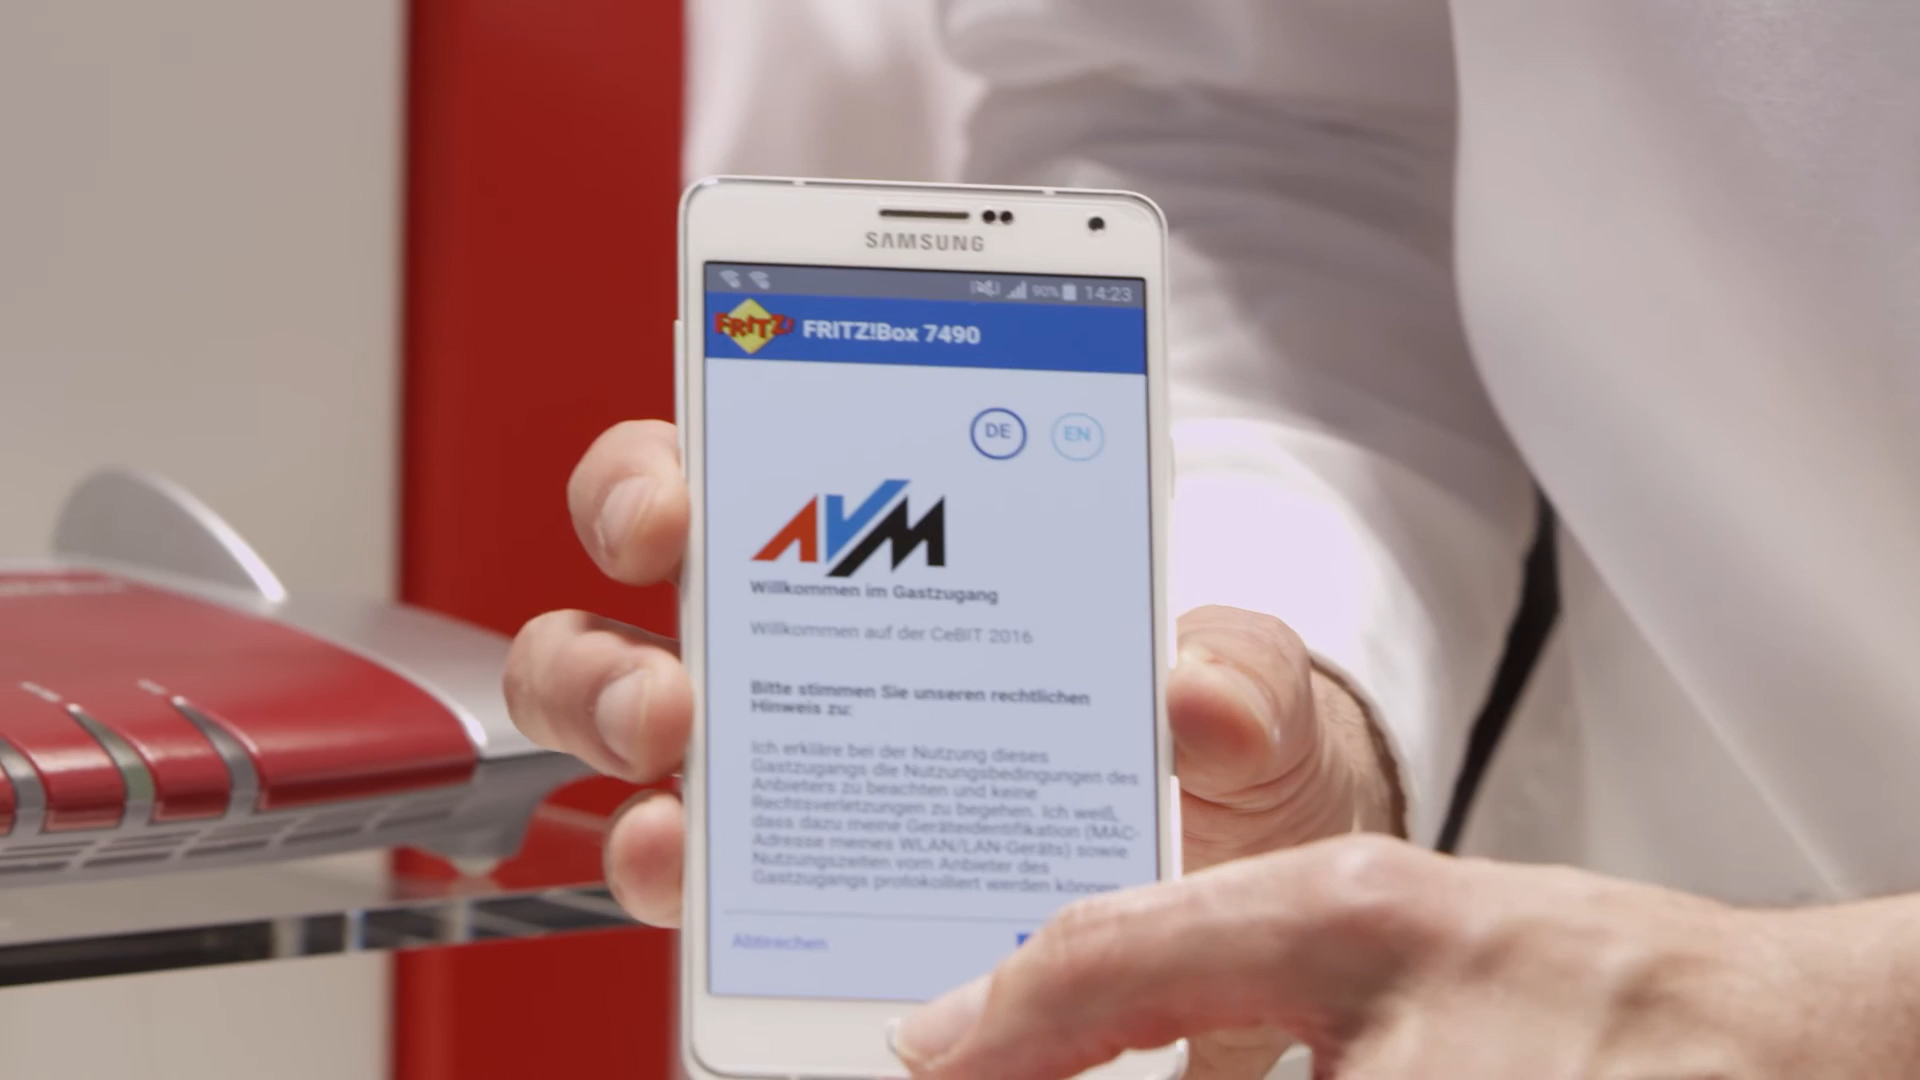 SAMSUNG
90% 14:23
FRITZ! FRITZ!Box 7490
DE EN
AVM
Willkommen im Gastzugang
Willkommen auf der CeBIT 2016
Bitte stimmen Sie unseren rechtlichen
Hinweis zu:
Ich erkläre bei der Nutzung dieses
Gastzugangs die Nutzungsbedingungen des
Anbieters zu beachten und keine
Rechtsverletzungen zu begehen. Ich weiß,
dass dazu meine Geräteidentifikation (MAC-
Adresse meines WLAN/LAN-Geräts) sowie
Nutzungszeiten vom Anbieter des
Gastzugangs protokolliert werden können
Abbrechen